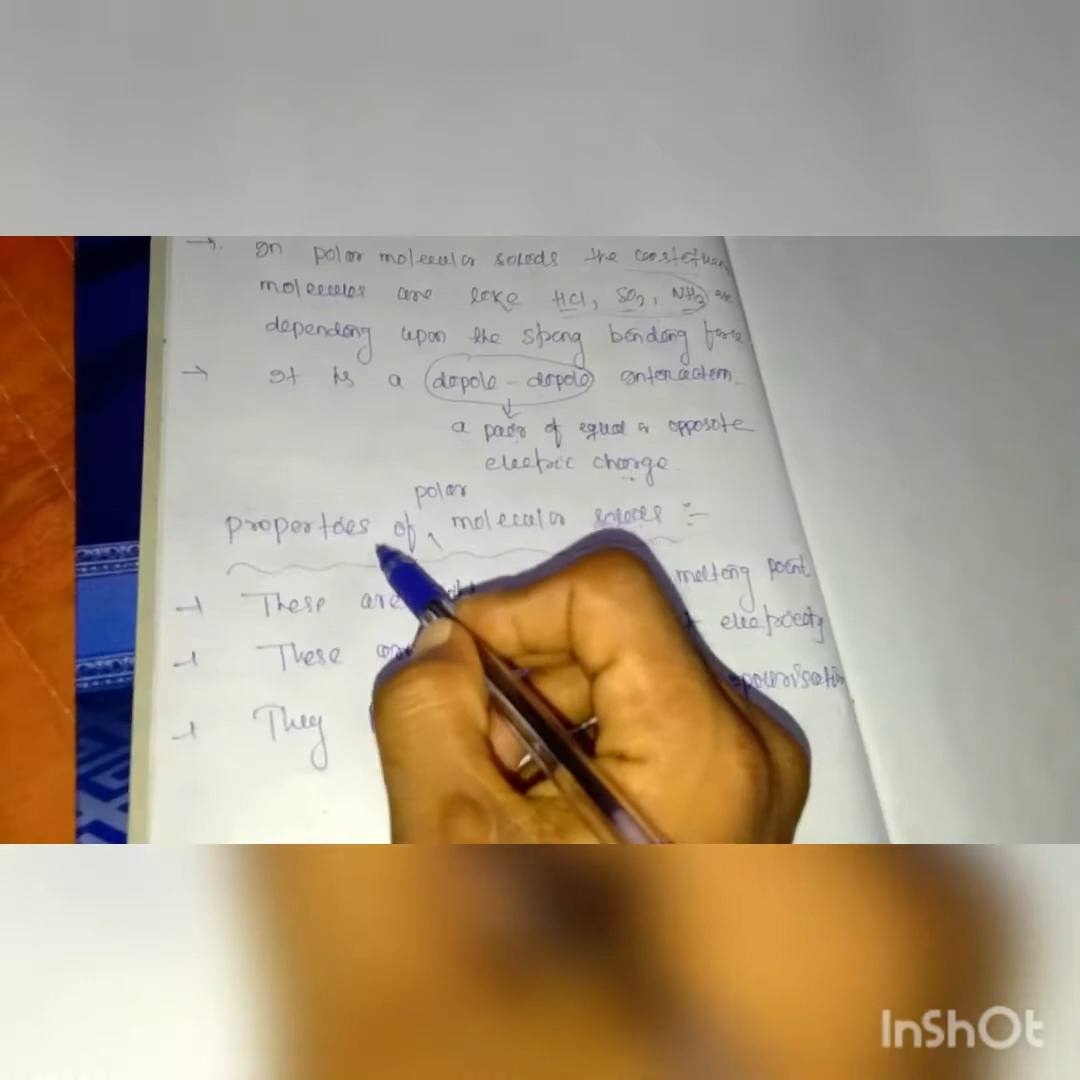 →. In polar molecular solids the constituent
molecules are like HCl, SO2, NH3 are
depending upon the strong bonding force
→ It is a dipole - dipole interaction.
↓
a pair of equal & opposite
electric charge
polar
properties of molecular solids :-
→ These are melting point
→ These electricity
→ They
InShOt